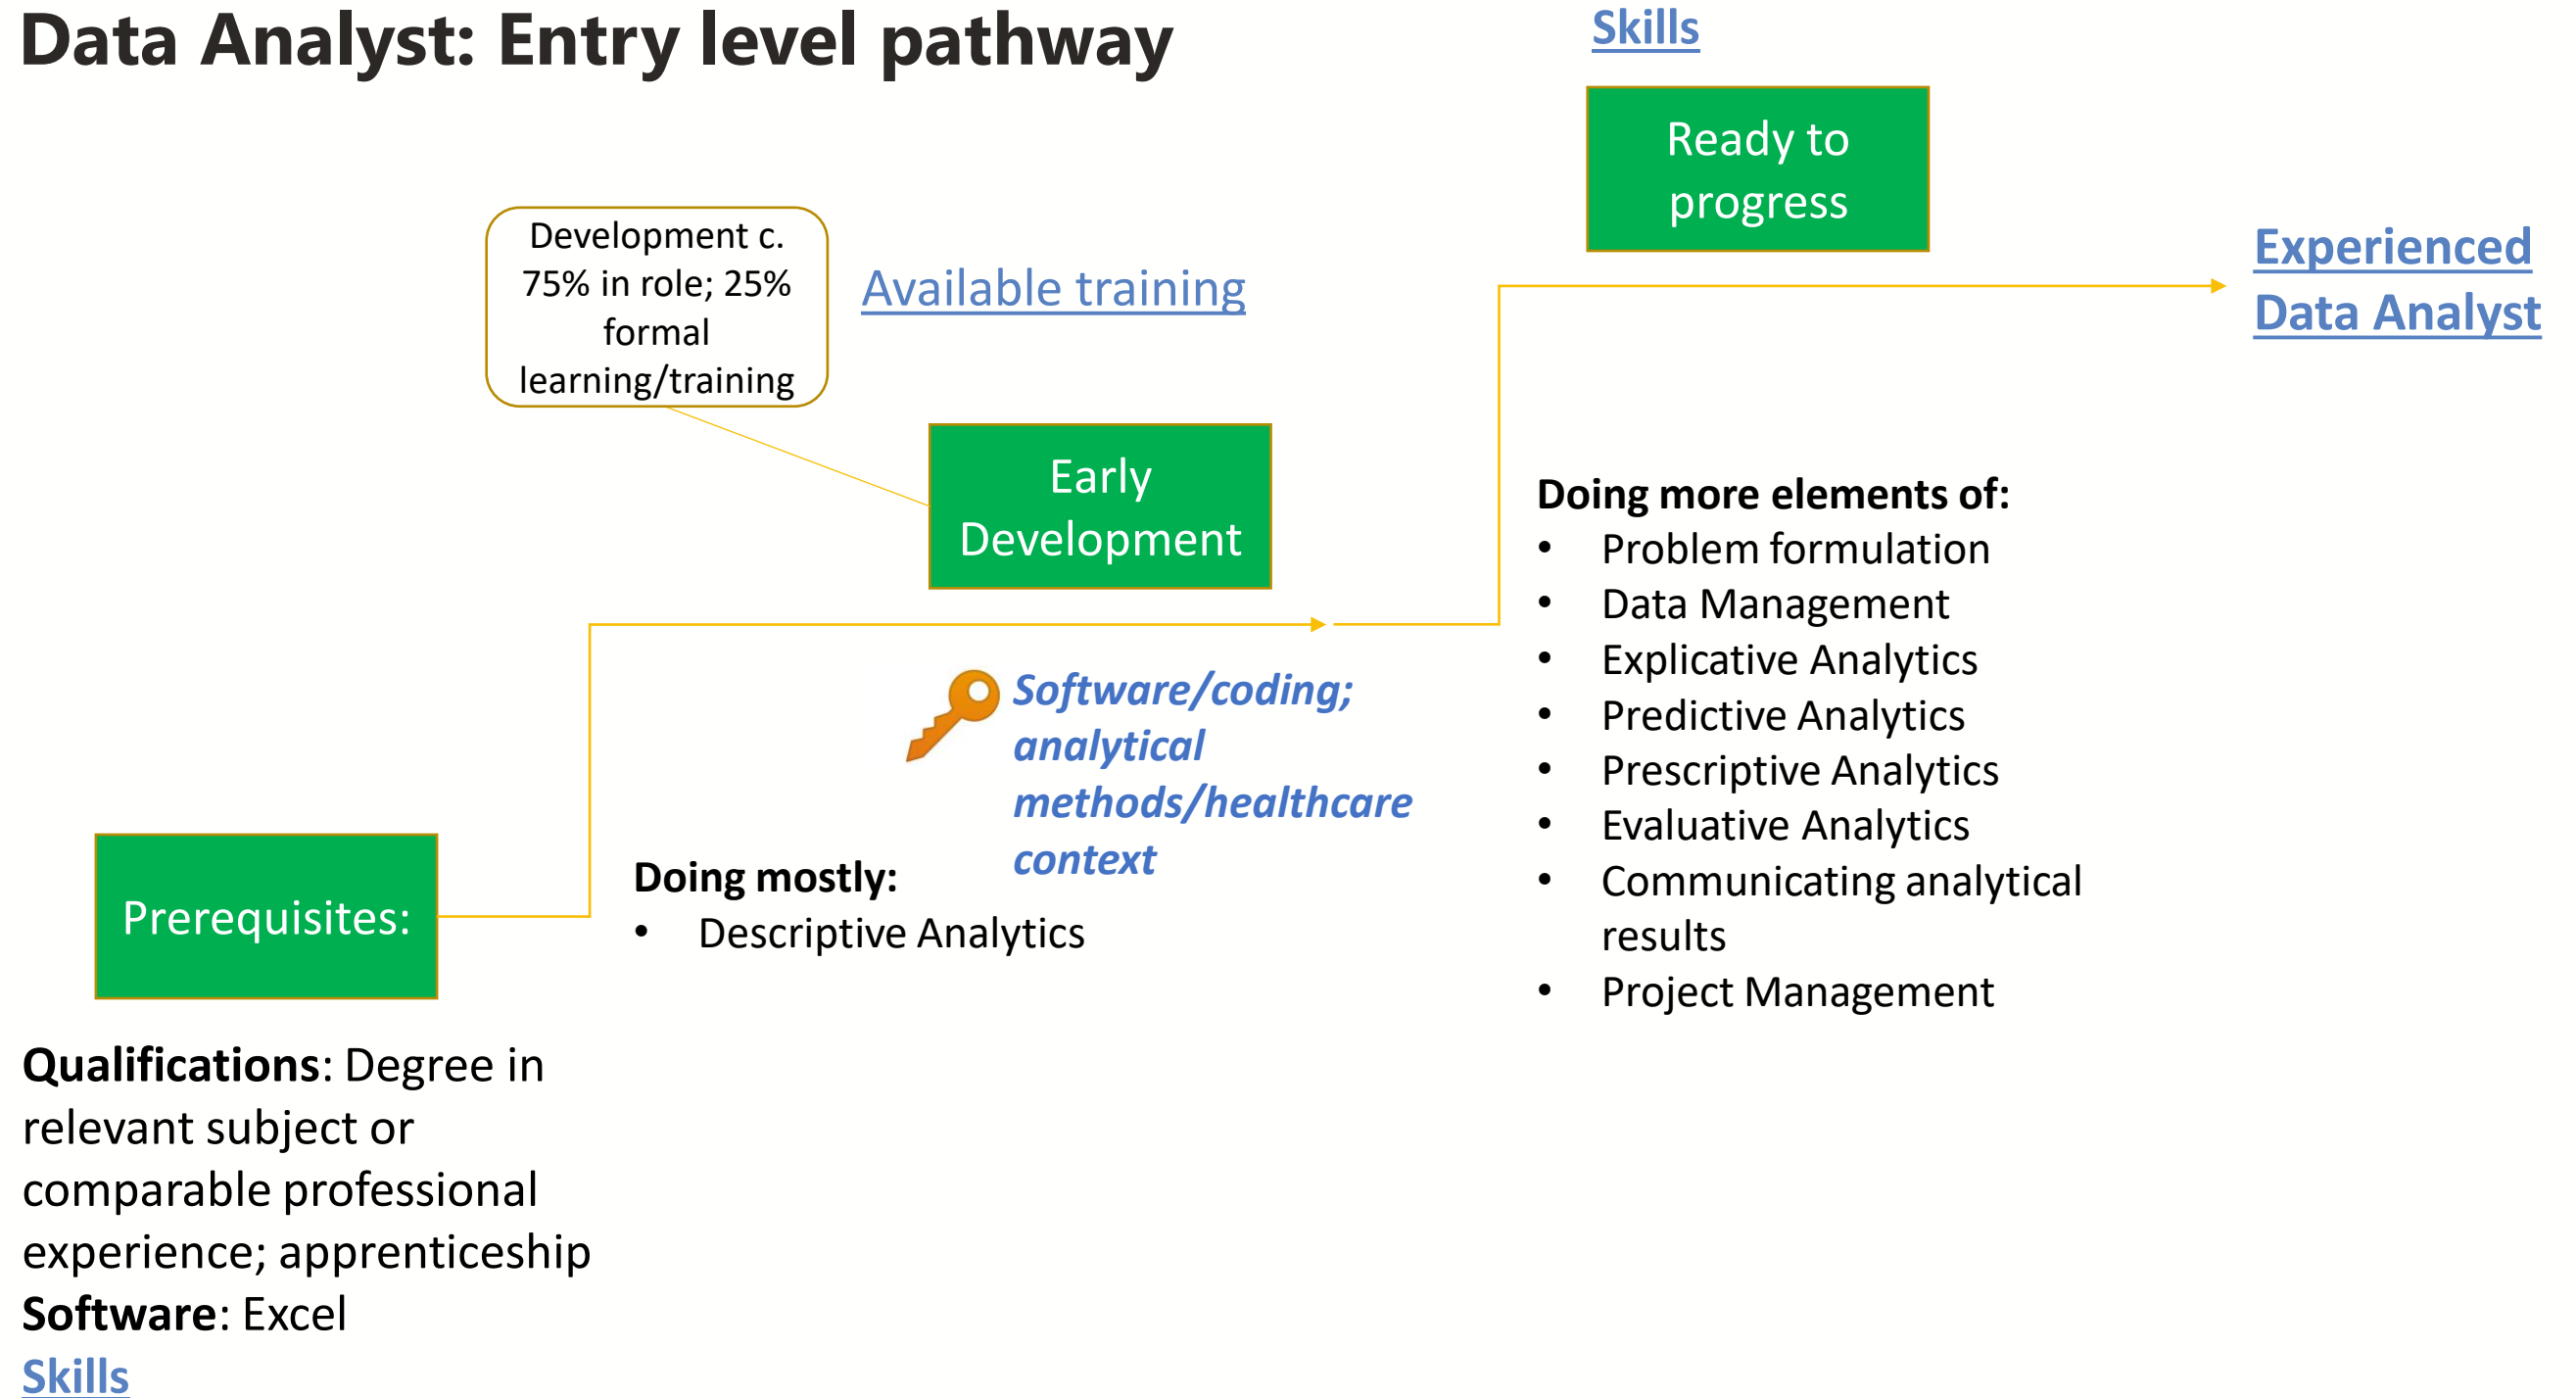 Data Analyst: Entry level pathway
Skills
Ready to
progress
Development c.
75% in role; 25%
formal
learning/training
Available training
Experienced
Data Analyst
Early
Development
Doing more elements of:
• Problem formulation
• Data Management
• Explicative Analytics
• Predictive Analytics
• Prescriptive Analytics
• Evaluative Analytics
• Communicating analytical
results
• Project Management
Software/coding;
analytical
methods/healthcare
context
Prerequisites:
Doing mostly:
• Descriptive Analytics
Qualifications: Degree in
relevant subject or
comparable professional
experience; apprenticeship
Software: Excel
Skills